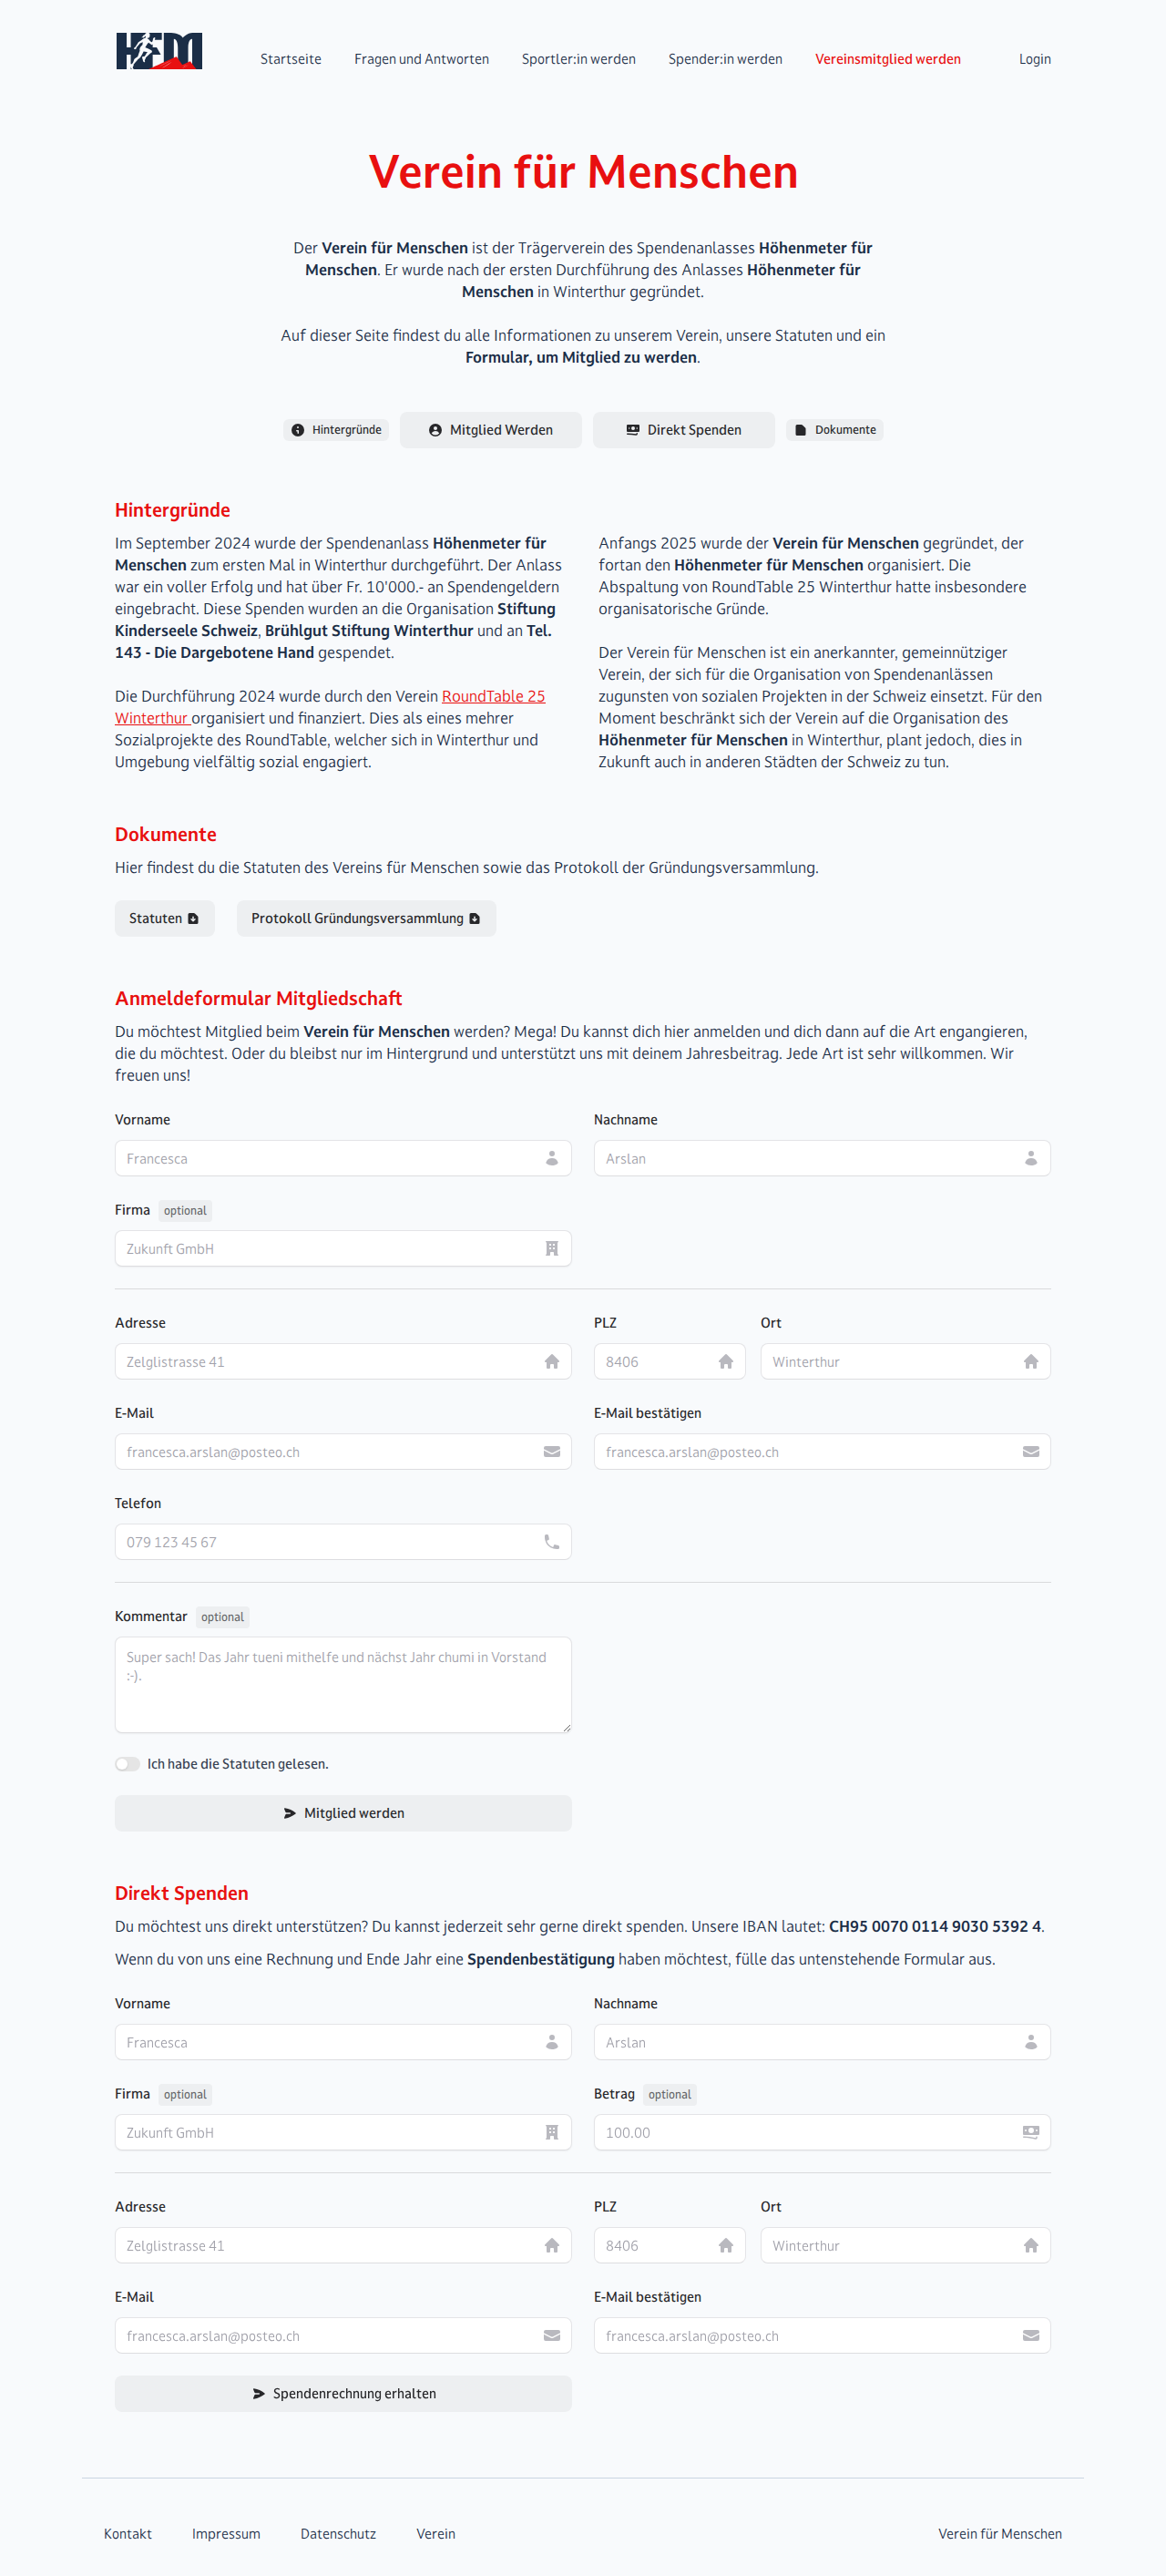 HFM
Startseite
Fragen und Antworten
Sportler:in werden
Spender:in werden
Vereinsmitglied werden
Login
Verein für Menschen
Der Verein für Menschen ist der Trägerverein des Spendenanlasses Höhenmeter für
Menschen. Er wurde nach der ersten Durchführung des Anlasses Höhenmeter für
Menschen in Winterthur gegründet.
Auf dieser Seite findest du alle Informationen zu unserem Verein, unsere Statuten und ein
Formular, um Mitglied zu werden.
Hintergründe
Mitglied Werden
Direkt Spenden
Dokumente
Hintergründe
Im September 2024 wurde der Spendenanlass Höhenmeter für
Menschen zum ersten Mal in Winterthur durchgeführt. Der Anlass
war ein voller Erfolg und hat über Fr. 10'000.- an Spendengeldern
eingebracht. Diese Spenden wurden an die Organisation Stiftung
Kinderseele Schweiz, Brühlgut Stiftung Winterthur und an Tel.
143 - Die Dargebotene Hand gespendet.
Die Durchführung 2024 wurde durch den Verein RoundTable 25
Winterthur organisiert und finanziert. Dies als eines mehrer
Sozialprojekte des RoundTable, welcher sich in Winterthur und
Umgebung vielfältig sozial engagiert.
Anfangs 2025 wurde der Verein für Menschen gegründet, der
fortan den Höhenmeter für Menschen organisiert. Die
Abspaltung von RoundTable 25 Winterthur hatte insbesondere
organisatorische Gründe.
Der Verein für Menschen ist ein anerkannter, gemeinnütziger
Verein, der sich für die Organisation von Spendenanlässen
zugunsten von sozialen Projekten in der Schweiz einsetzt. Für den
Moment beschränkt sich der Verein auf die Organisation des
Höhenmeter für Menschen in Winterthur, plant jedoch, dies in
Zukunft auch in anderen Städten der Schweiz zu tun.
Dokumente
Hier findest du die Statuten des Vereins für Menschen sowie das Protokoll der Gründungsversammlung.
Statuten
Protokoll Gründungsversammlung
Anmeldeformular Mitgliedschaft
Du möchtest Mitglied beim Verein für Menschen werden? Mega! Du kannst dich hier anmelden und dich dann auf die Art engangieren,
die du möchtest. Oder du bleibst nur im Hintergrund und unterstützt uns mit deinem Jahresbeitrag. Jede Art ist sehr willkommen. Wir
freuen uns!
Vorname
Nachname
Francesca
Arslan
Firma optional
Zukunft GmbH
Adresse
PLZ
Ort
Zelglistrasse 41
8406
Winterthur
E-Mail
E-Mail bestätigen
francesca.arslan@posteo.ch
francesca.arslan@posteo.ch
Telefon
079 123 45 67
Kommentar optional
Super sach! Das Jahr tueni mithelfe und nächst Jahr chumi in Vorstand
:-).
Ich habe die Statuten gelesen.
Mitglied werden
Direkt Spenden
Du möchtest uns direkt unterstützen? Du kannst jederzeit sehr gerne direkt spenden. Unsere IBAN lautet: CH95 0070 0114 9030 5392 4.
Wenn du von uns eine Rechnung und Ende Jahr eine Spendenbestätigung haben möchtest, fülle das untenstehende Formular aus.
Vorname
Nachname
Francesca
Arslan
Firma optional
Betrag optional
Zukunft GmbH
100.00
Adresse
PLZ
Ort
Zelglistrasse 41
8406
Winterthur
E-Mail
E-Mail bestätigen
francesca.arslan@posteo.ch
francesca.arslan@posteo.ch
Spendenrechnung erhalten
Kontakt
Impressum
Datenschutz
Verein
Verein für Menschen